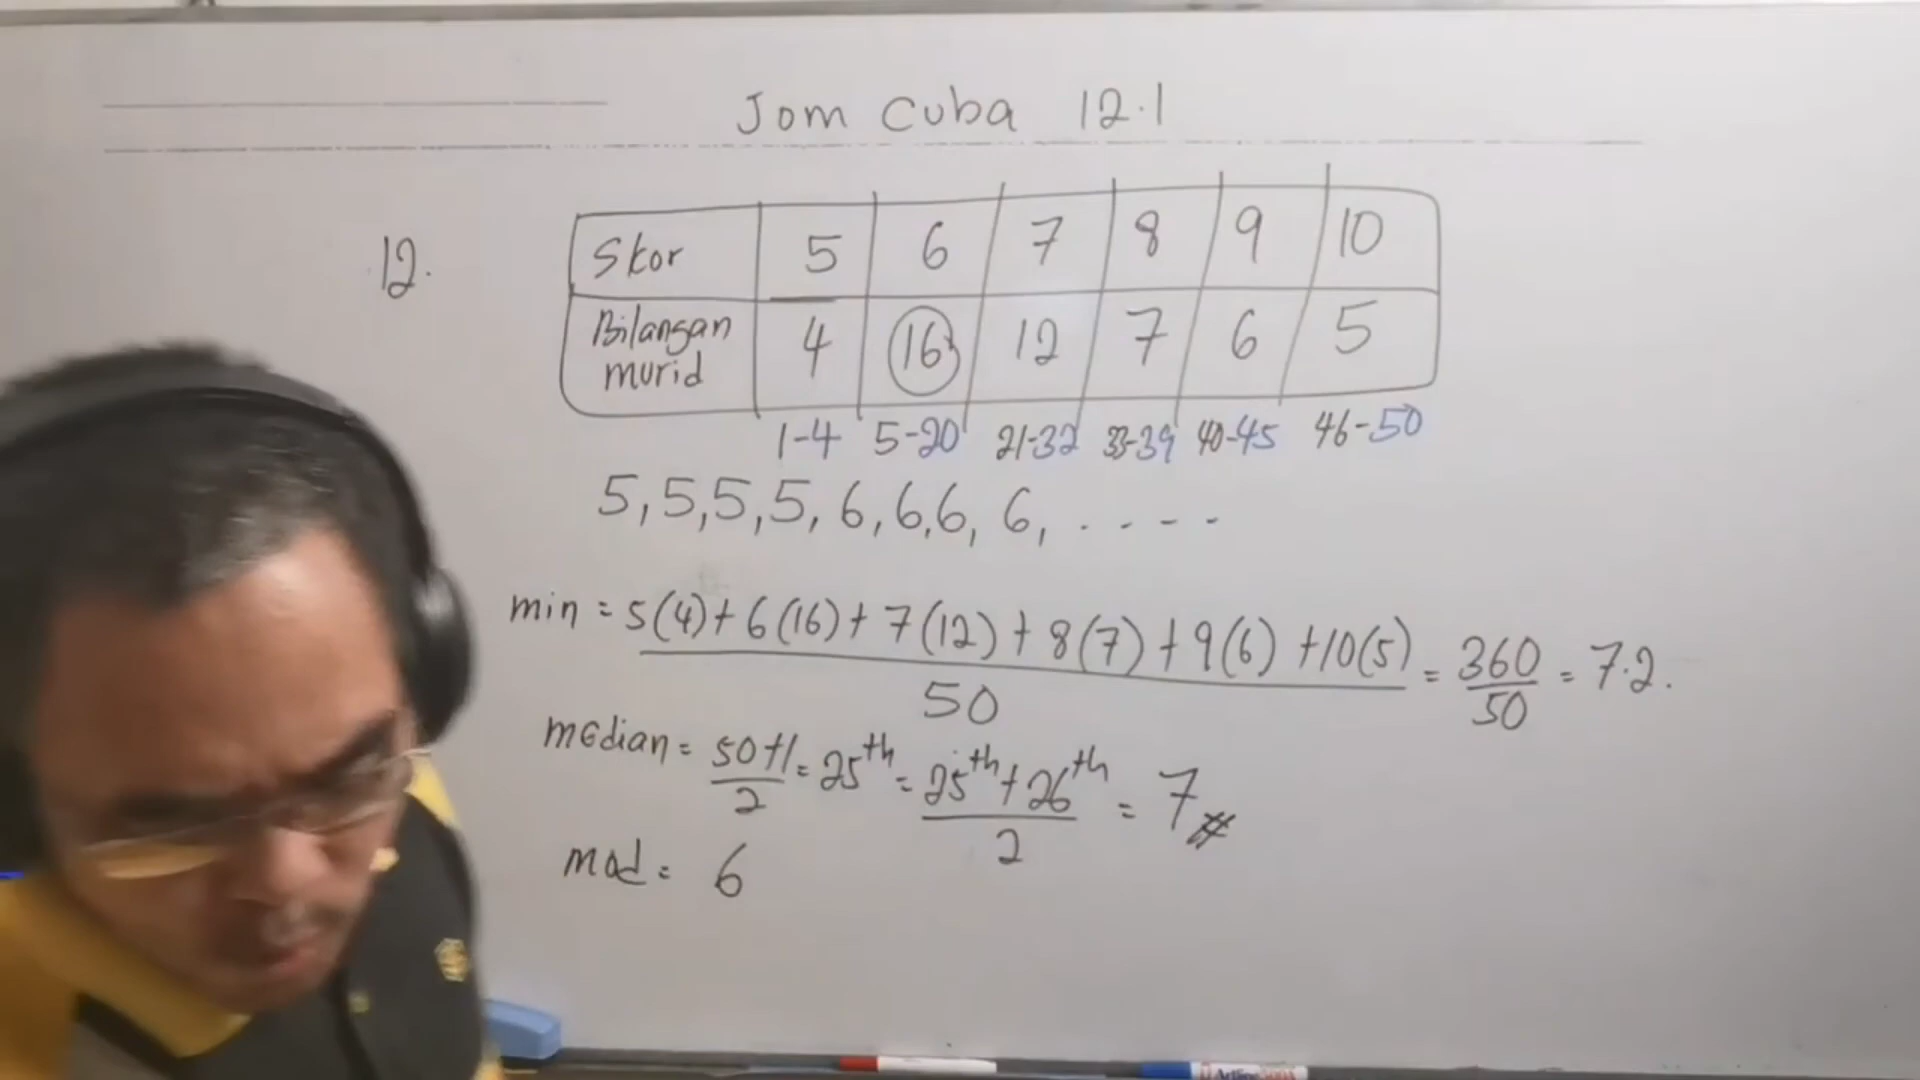 Jom Cuba 12.1
12.
Skor 5 6 7 8 9 10
Bilangan murid 4 16 12 7 6 5
1-4 5-20 21-32 33-39 40-45 46-50
5, 5, 5, 5, 6, 6, 6, 6, . . . .
min = 5(4) + 6(16) + 7(12) + 8(7) + 9(6) + 10(5) / 50 = 360/50 = 7.2.
median = 50+1/2 = 25th = 25th + 26th / 2 = 7 #
mod = 6
Artline 500A